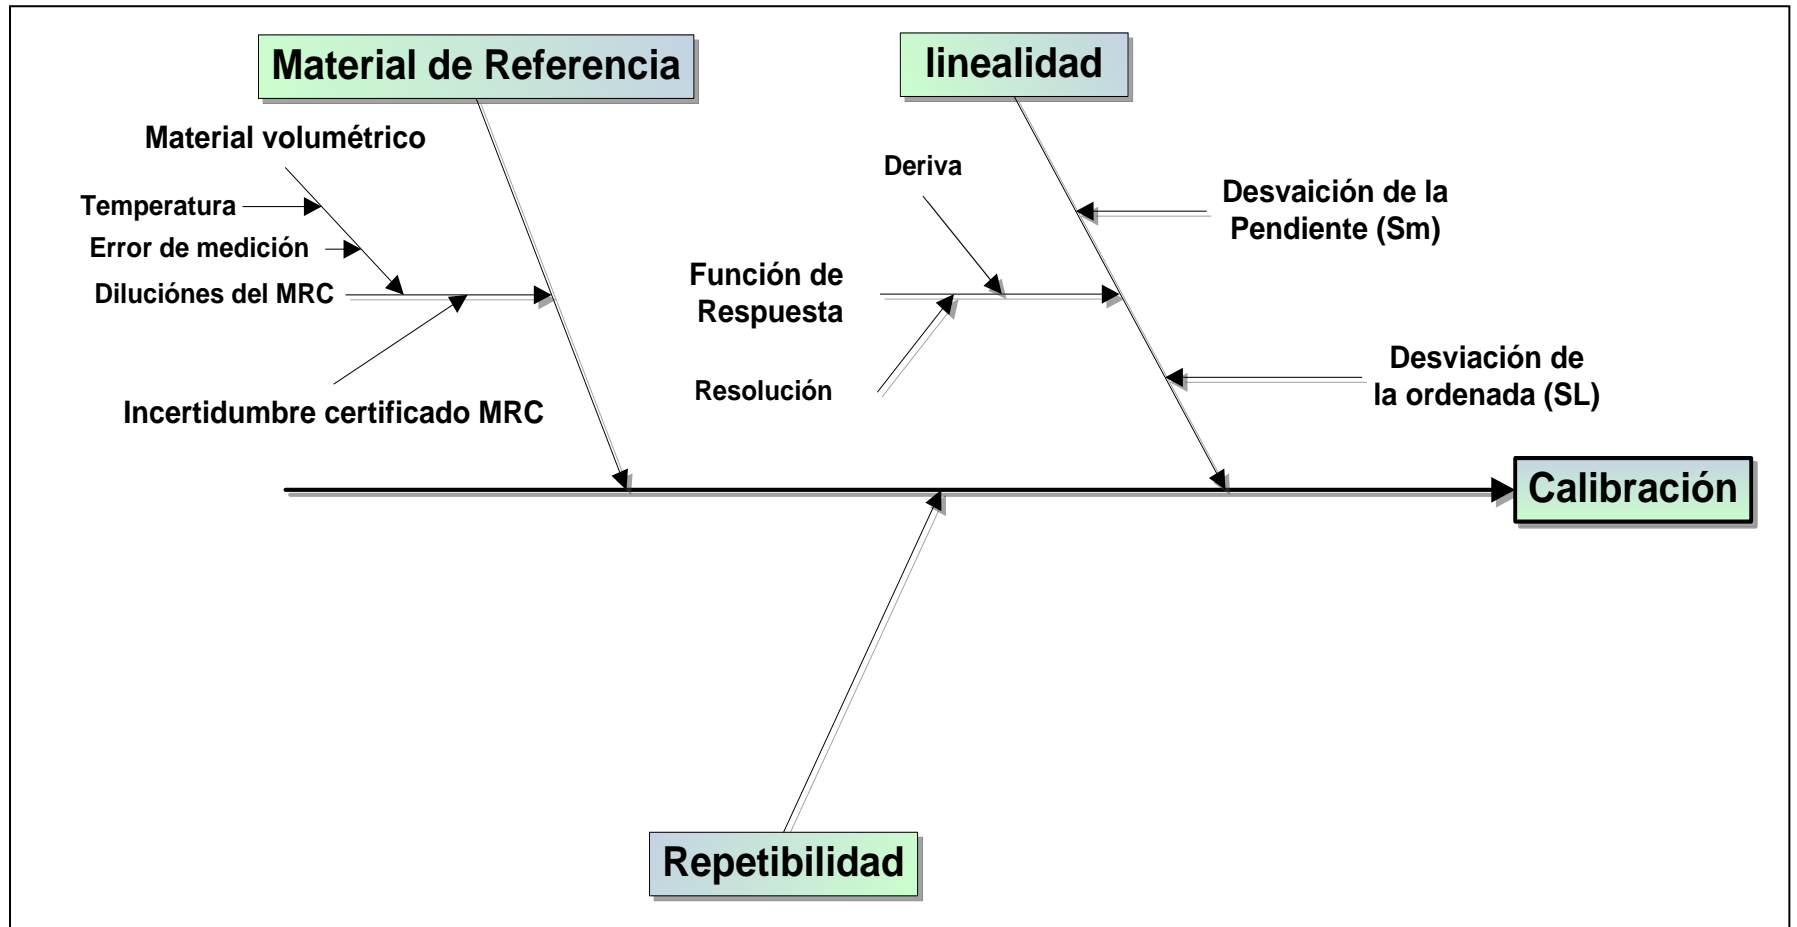 Material de Referencia
linealidad
Material volumétrico
Deriva
Temperatura
Desvaición de la
Pendiente (Sm)
Error de medición
Función de
Respuesta
Diluciónes del MRC
Resolución
Desviación de
la ordenada (SL)
Incertidumbre certificado MRC
Calibración
Repetibilidad